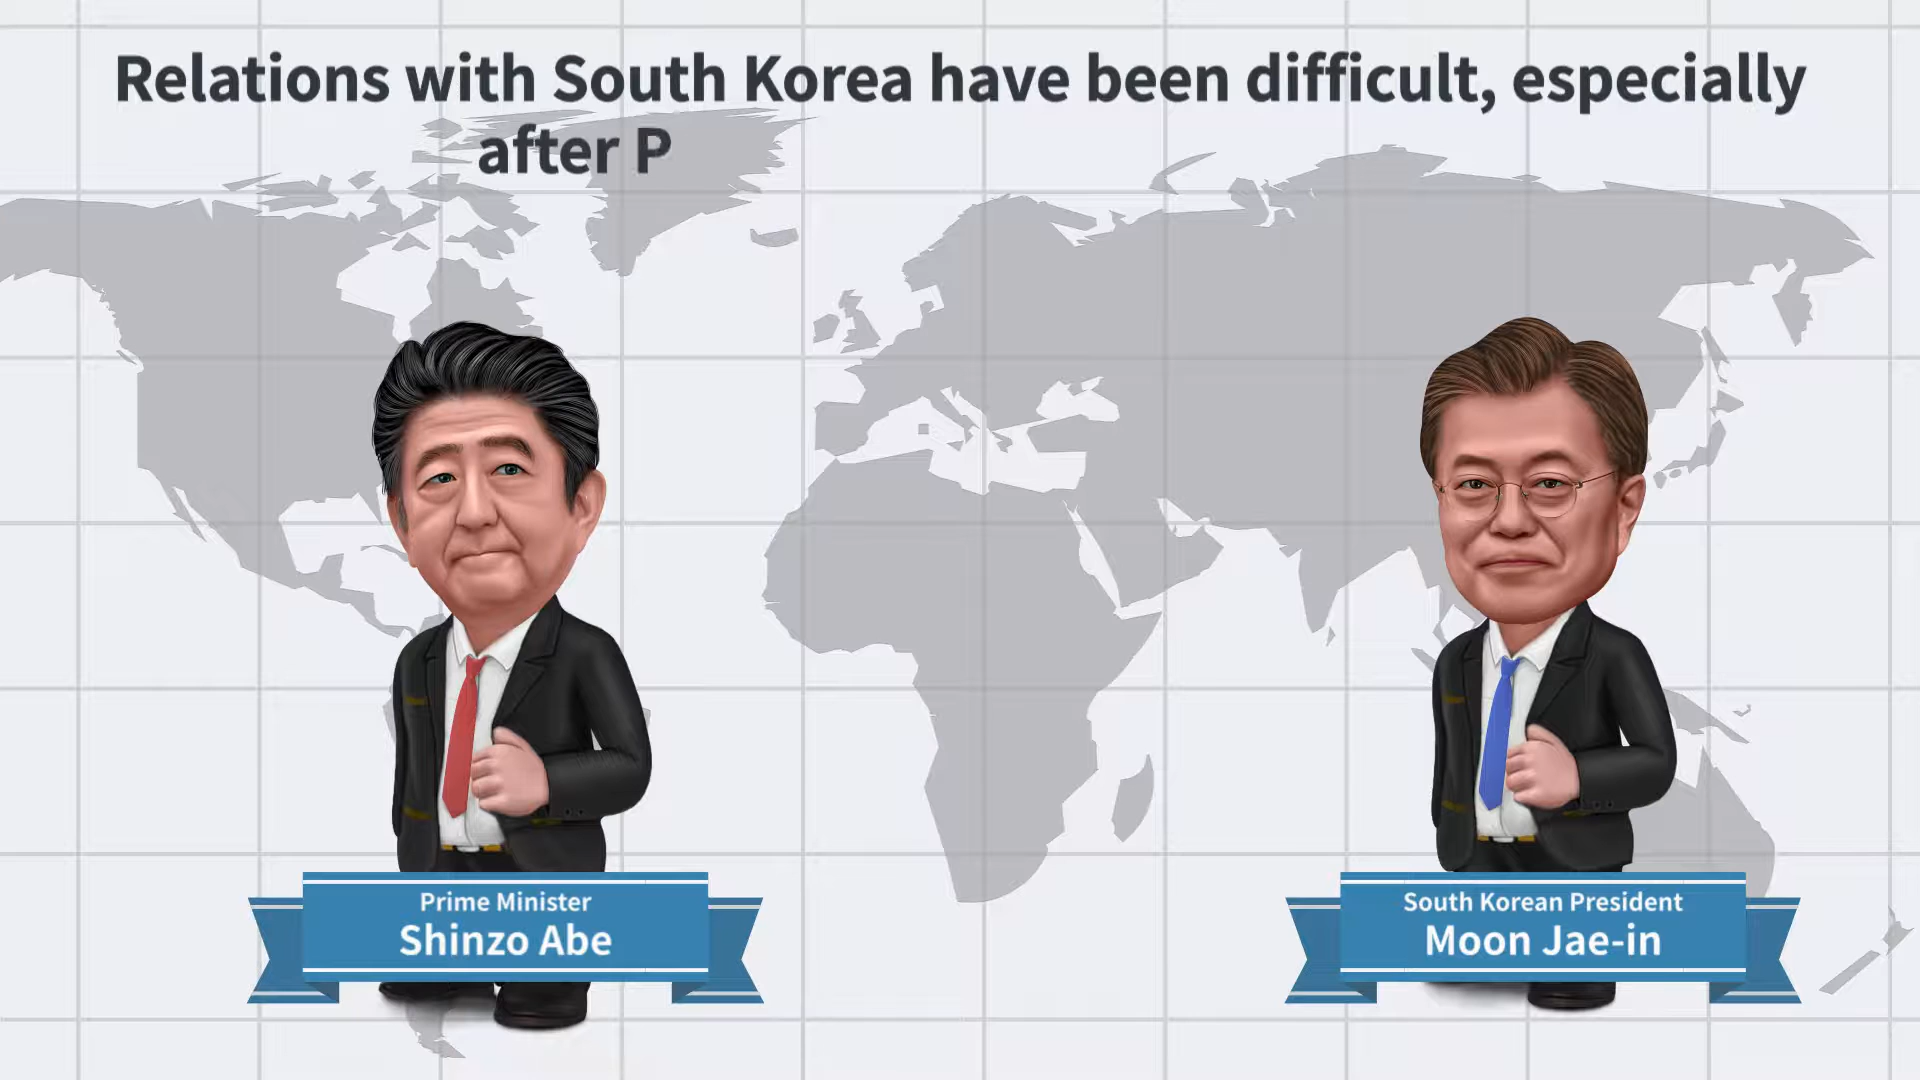 Relations with South Korea have been difficult, especially
after P
Prime Minister
Shinzo Abe
South Korean President
Moon Jae-in